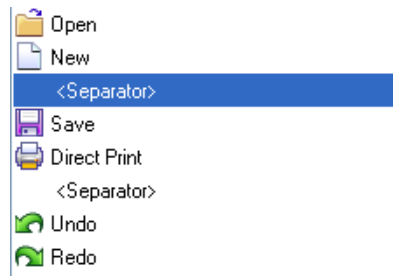 Open
New
<Separator>
Save
Direct Print
<Separator>
Undo
Redo